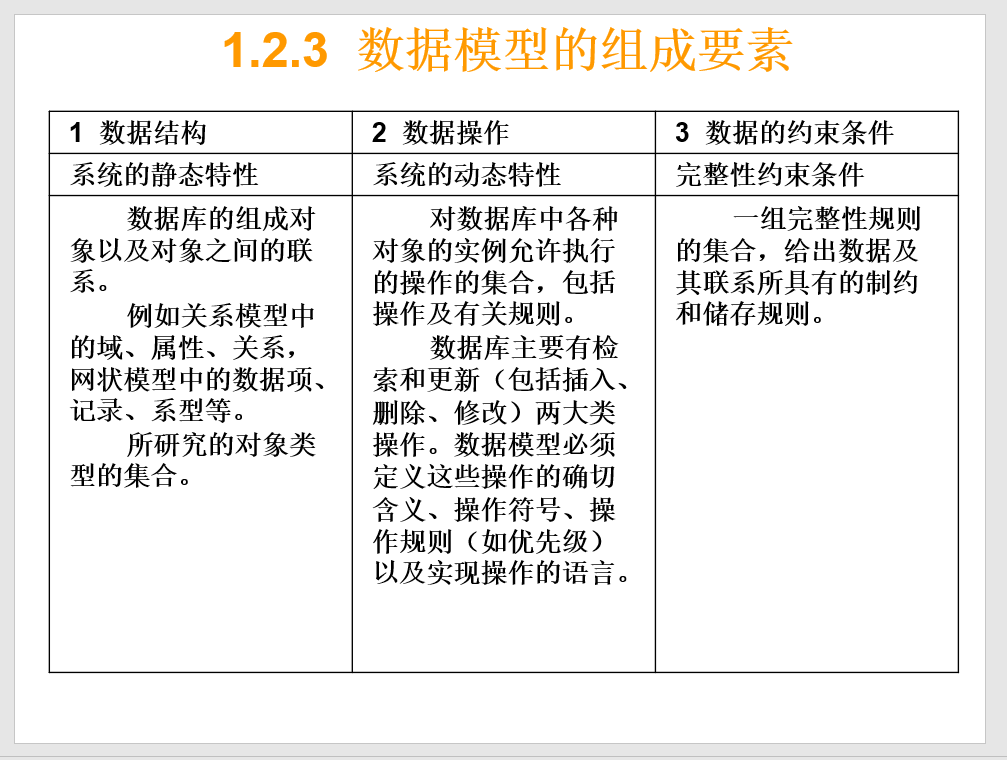 1.2.3 数据模型的组成要素
1 数据结构
2 数据操作
3 数据的约束条件
系统的静态特性
系统的动态特性
完整性约束条件
数据库的组成对
象以及对象之间的联
系。
例如关系模型中
的域、属性、关系，
网状模型中的数据项、
记录、系型等。
所研究的对象类
型的集合。
对数据库中各种
对象的实例允许执行
的操作的集合，包括
操作及有关规则。
数据库主要有检
索和更新（包括插入、
删除、修改）两大类
操作。数据模型必须
定义这些操作的确切
含义、操作符号、操
作规则（如优先级）
以及实现操作的语言。
一组完整性规则
的集合，给出数据及
其联系所具有的制约
和储存规则。